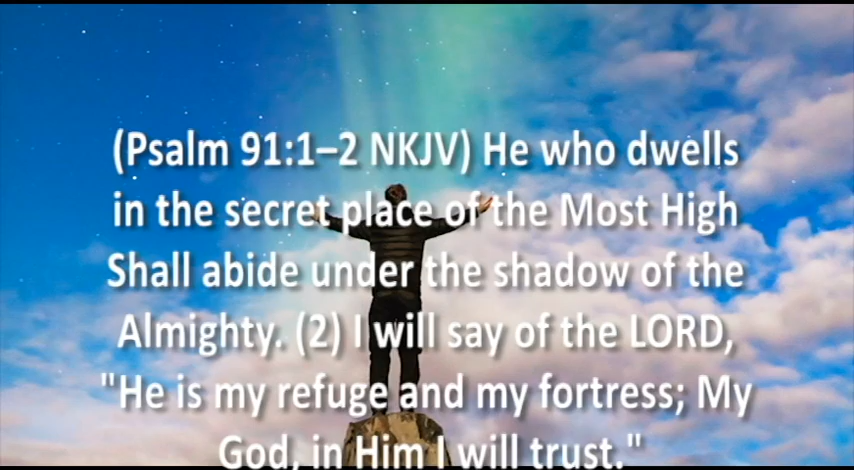 (Psalm 91:1–2 NKJV) He who dwells
in the secret place of the Most High
Shall abide under the shadow of the
Almighty. (2) I will say of the LORD,
"He is my refuge and my fortress; My
God, in Him I will trust."